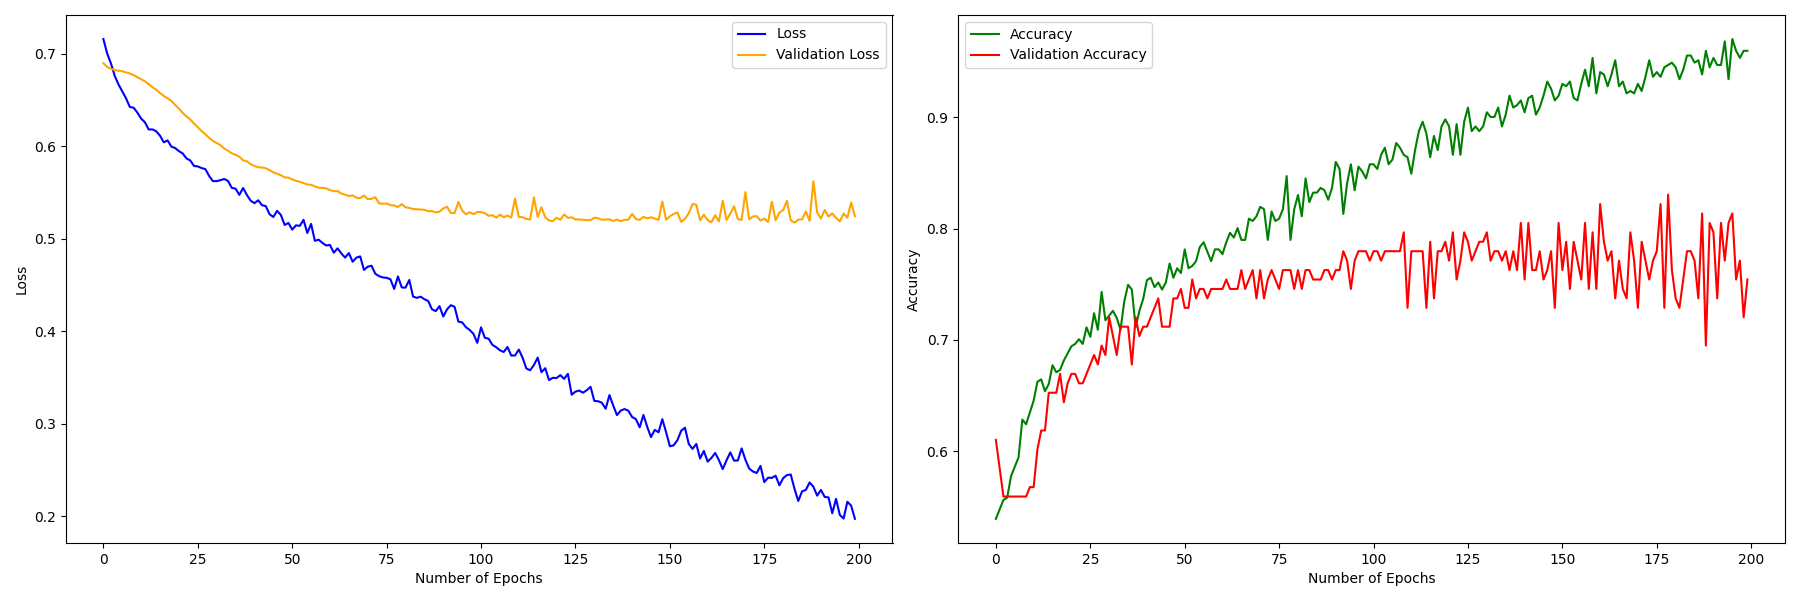 Loss
Validation Loss
0.7
0.6
0.5
0.4
0.3
0.2
Loss
0 25 50 75 100 125 150 175 200
Number of Epochs
Accuracy
Validation Accuracy
0.9
0.8
0.7
0.6
Accuracy
0 25 50 75 100 125 150 175 200
Number of Epochs